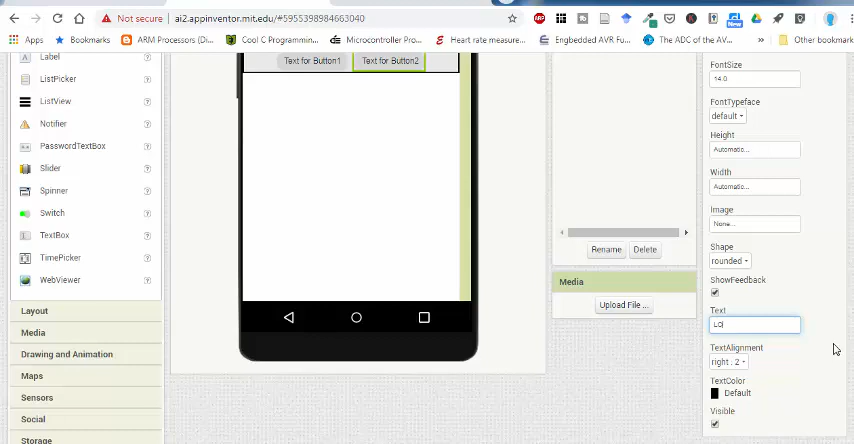 Not secure | ai2.appinventor.mit.edu/#5955398984663040
Apps
Bookmarks
ARM Processors (Di...
Cool C Programmin...
Microcontroller Pro...
Heart rate measure...
Engbedded AVR Fu...
The ADC of the AV...
»
Other bookmark
ABP
New
Label
ListPicker
ListView
Notifier
PasswordTextBox
Slider
Spinner
Switch
TextBox
TimePicker
WebViewer
Layout
Media
Drawing and Animation
Maps
Sensors
Social
Storage
Text for Button1
Text for Button2
Rename
Delete
Media
Upload File ...
FontSize
14.0
FontTypeface
default
Height
Automatic...
Width
Automatic...
Image
None...
Shape
rounded
ShowFeedback
Text
TextAlignment
right : 2
TextColor
Default
Visible